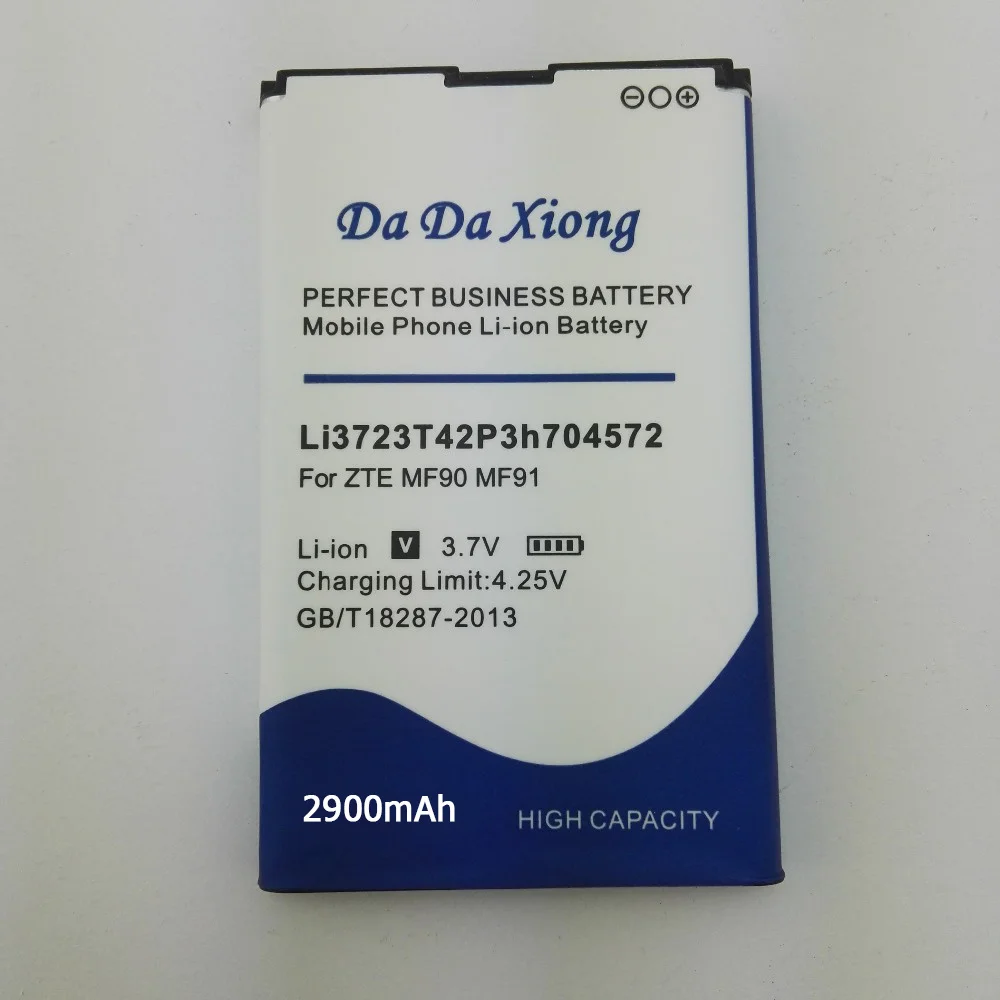 Da Da Xiong
PERFECT BUSINESS BATTERY
Mobile Phone Li-ion Battery
Li3723T42P3h704572
For ZTE MF90 MF91
Li-ion V 3.7V
Charging Limit:4.25V
GB/T18287-2013
2900mAh
HIGH CAPACITY